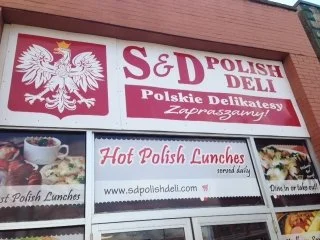 S&D POLISH
DELI
Polskie Delikatesy
Zapraszamy!
Hot Polish Lunches
served daily
www.sdpolishdeli.com
Hot Polish Lunches
Dine in or take out!